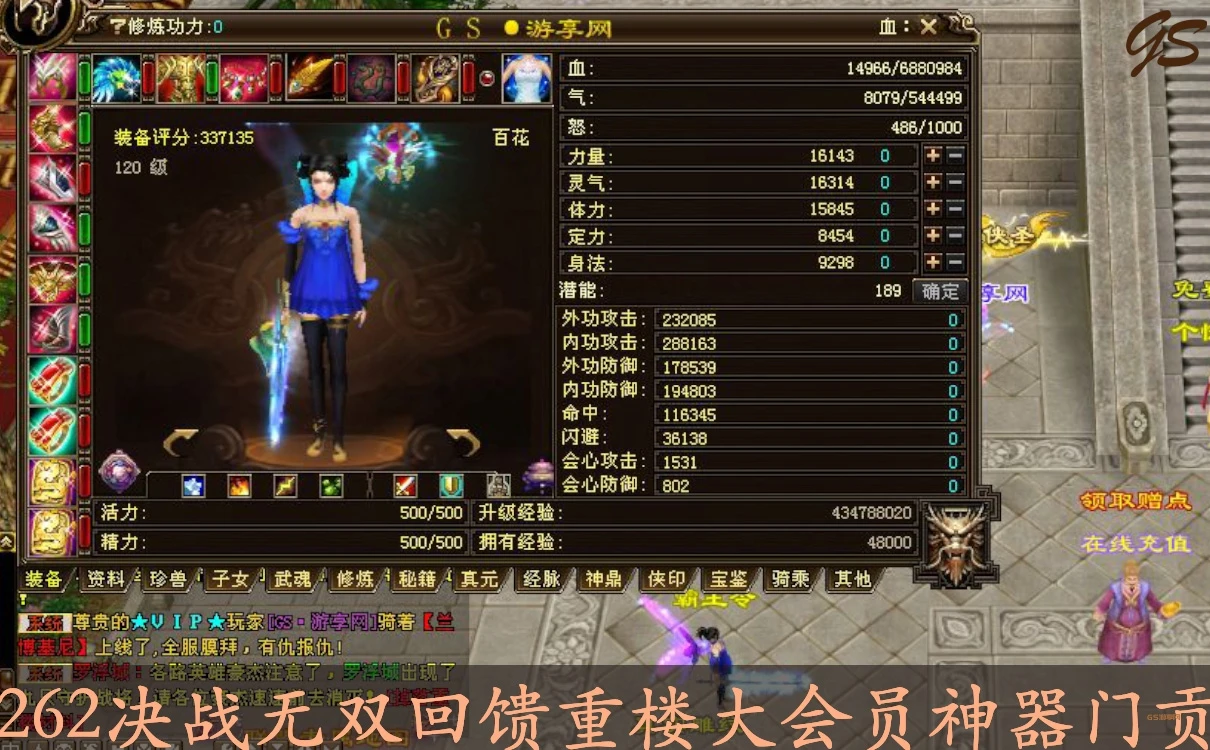 修炼功力:0
G S ●游享网
血: ×
GS
装备评分:337135
百花
120 级
血: 14966/6880984
气: 8079/544499
怒: 486/1000
力量: 16143 0
灵气: 16314 0
体力: 15845 0
定力: 8454 0
身法: 9298 0
潜能: 189 确定
外功攻击: 232085 0
内功攻击: 288163 0
外功防御: 178539 0
内功防御: 194803 0
命中: 116345 0
闪避: 36138 0
会心攻击: 1531 0
会心防御: 802 0
活力: 500/500 升级经验: 434788020
精力: 500/500 拥有经验: 48000
装备 资料 珍兽 子女 武魂 修炼 秘籍 真元 经脉 神鼎 侠印 宝鉴 骑乘 其他
侠圣
享网
领取赠点
在线充值
霸王令
系统 尊贵的★VIP★玩家[GS·游享网]骑着【兰
博基尼】上线了,全服膜拜,有仇报仇!
系统 罗浮城:各路英雄豪杰注意了,罗浮城出现了
262决战无双回馈重楼大会员神器门贡